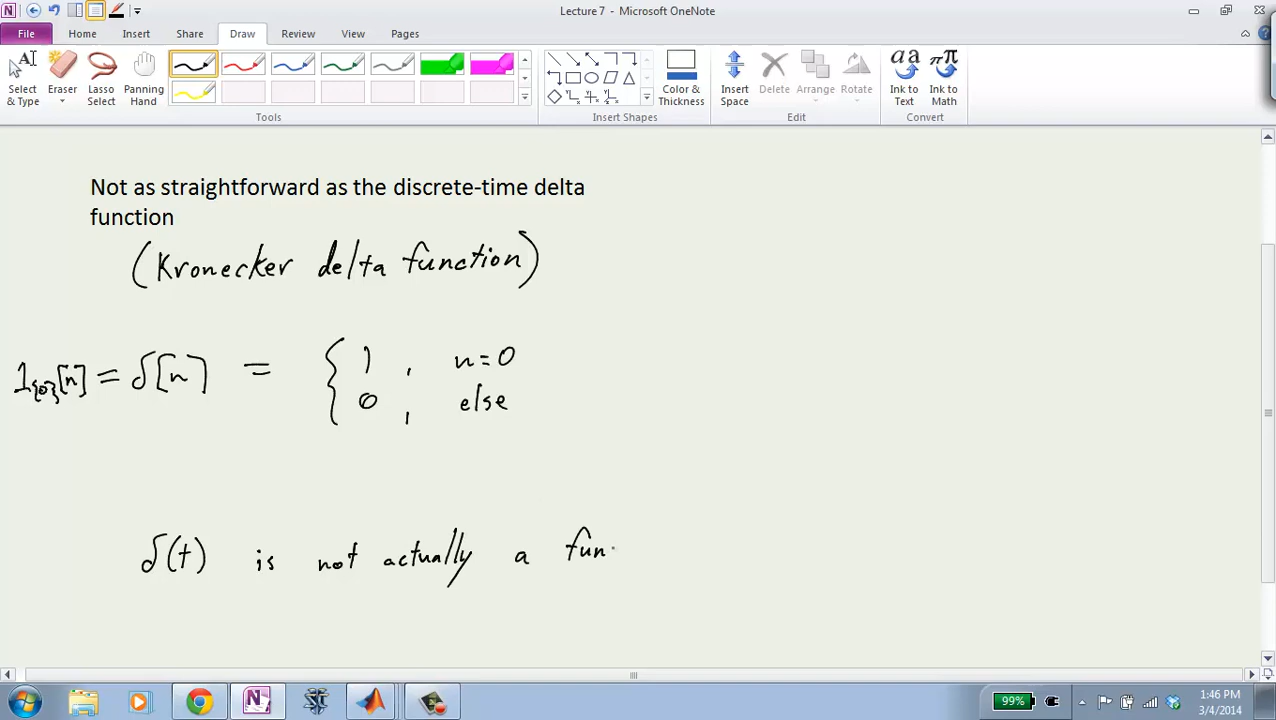 Lecture 7 - Microsoft OneNote
File Home Insert Share Draw Review View Pages
Select & Type
Eraser
Lasso Select
Panning Hand
Color & Thickness
Insert Space
Delete
Arrange
Rotate
Ink to Text
Ink to Math
Tools
Insert Shapes
Edit
Convert
Not as straightforward as the discrete-time delta
function
(Kronecker delta function)
1{0}[n] = δ[n] = { 1 , n=0
0 , else
δ(t) is not actually a fun
99%
1:46 PM
3/4/2014